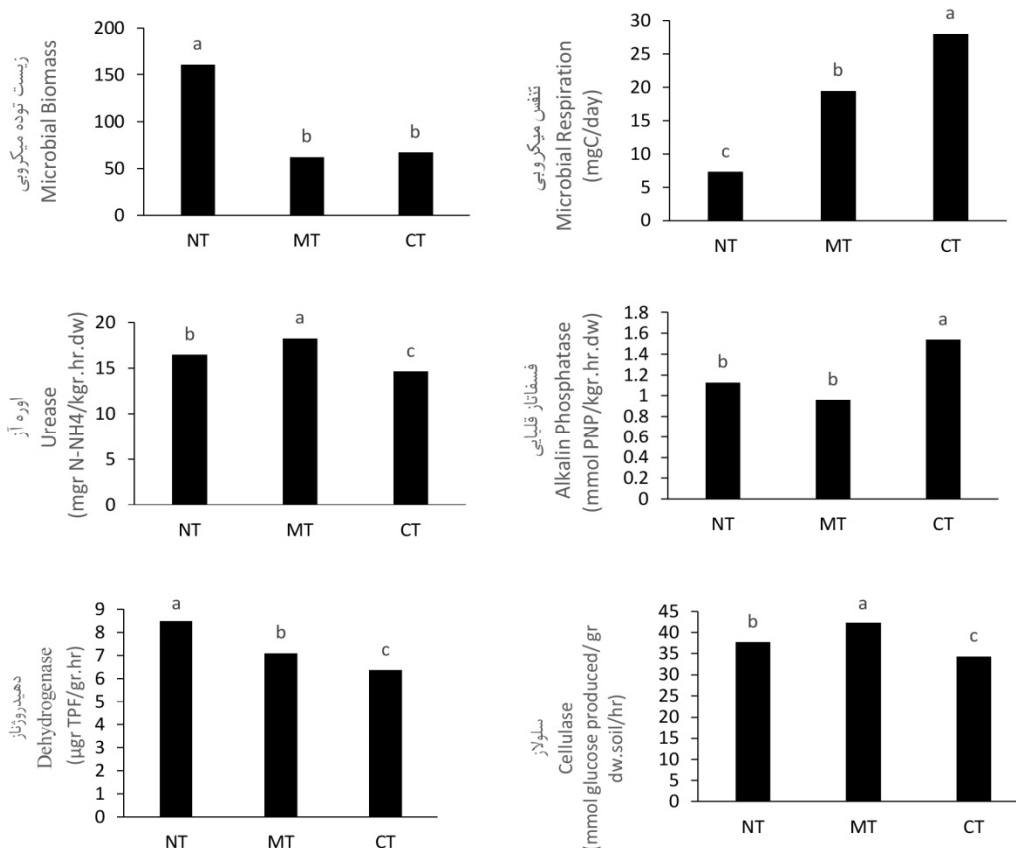 زیست توده میکروبی
Microbial Biomass
200
150
100
50
0
a
b
b
NT
MT
CT
تنفس میکروبی
Microbial Respiration
(mgC/day)
35
30
25
20
15
10
5
0
c
b
a
NT
MT
CT
اوره آز
Urease
(mgr N-NH4/kgr.hr.dw)
20
15
10
5
0
b
a
c
NT
MT
CT
فسفاتاز قلیایی
Alkalin Phosphatase
(mmol PNP/kgr.hr.dw)
1.8
1.6
1.4
1.2
1
0.8
0.6
0.4
0.2
0
b
b
a
NT
MT
CT
دهیدروژناز
Dehydrogenase
(µgr TPF/gr.hr)
9
8
7
6
5
4
3
2
1
0
a
b
c
NT
MT
CT
سلولاز
Cellulase
(mmol glucose produced/ gr
dw.soil/hr)
45
40
35
30
25
20
15
10
5
0
b
a
c
NT
MT
CT